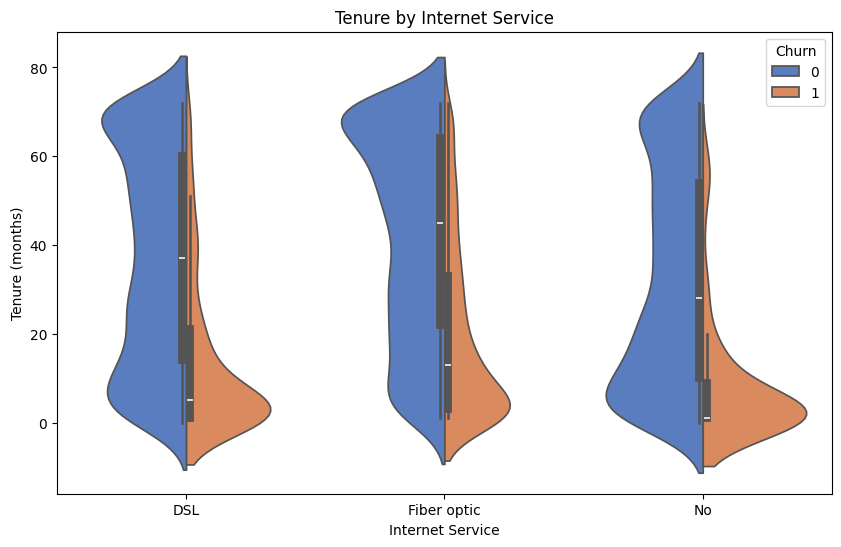 Tenure by Internet Service
Churn
0
1
Tenure (months)
80
60
40
20
0
DSL
Fiber optic
No
Internet Service